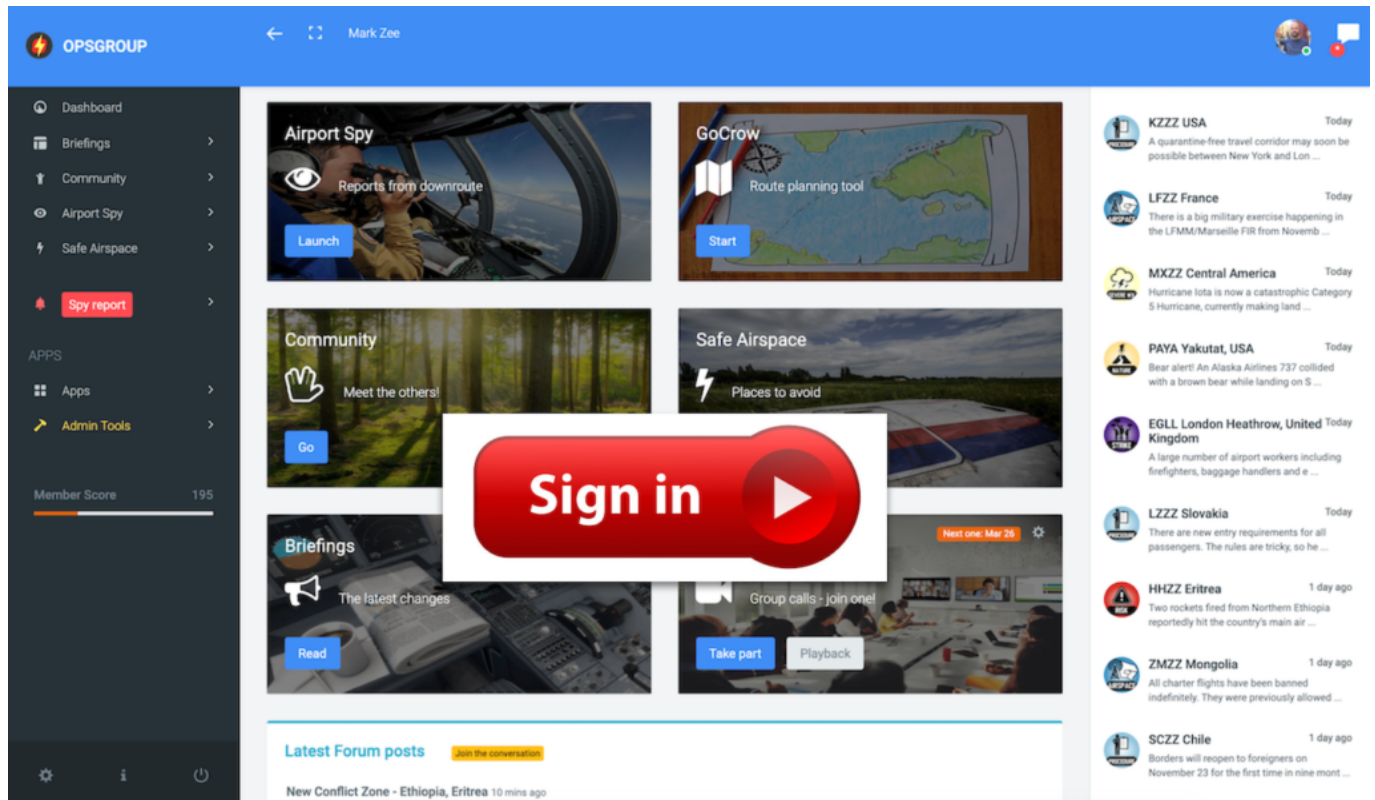 OPSGROUP
Mark Zee
Dashboard
Briefings
Community
Airport Spy
Safe Airspace
Spy report
APPS
Apps
Admin Tools
Member Score 195
Airport Spy
Reports from downroute
Launch
GoCrow
Route planning tool
Start
Community
Meet the others!
Go
Safe Airspace
Places to avoid
Sign in
Briefings
The latest changes
Read
Next one: Mar 26
Group calls - join one!
Take part Playback
Latest Forum posts Join the conversation
New Conflict Zone - Ethiopia, Eritrea 10 mins ago
PROCEDURE
KZZZ USA Today
A quarantine-free travel corridor may soon be
possible between New York and Lon ...
AIRSPACE
LFZZ France Today
There is a big military exercise happening in
the LFMM/Marseille FIR from Novemb ...
SEVERE WX
MXZZ Central America Today
Hurricane Iota is now a catastrophic Category
5 Hurricane, currently making land ...
NATURE
PAYA Yakutat, USA Today
Bear alert! An Alaska Airlines 737 collided
with a brown bear while landing on S ...
STRIKE
EGLL London Heathrow, United Today
Kingdom
A large number of airport workers including
firefighters, baggage handlers and e ...
PROCEDURE
LZZZ Slovakia Today
There are new entry requirements for all
passengers. The rules are tricky, so he ...
RISK
HHZZ Eritrea 1 day ago
Two rockets fired from Northern Ethiopia
reportedly hit the country's main air ...
AIRSPACE
ZMZZ Mongolia 1 day ago
All charter flights have been banned
indefinitely. They were previously allowed ...
PROCEDURE
SCZZ Chile 1 day ago
Borders will reopen to foreigners on
November 23 for the first time in nine mont ...